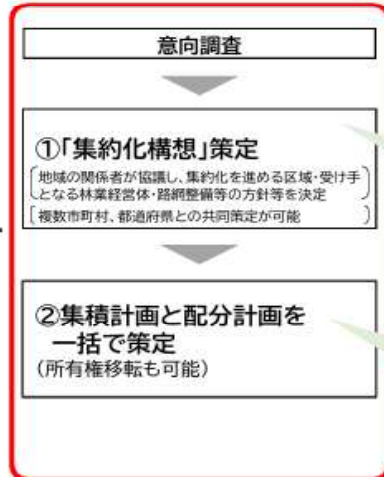 意向調査
①「集約化構想」策定
地域の関係者が協議し、集約化を進める区域・受け手
となる林業経営体・路網整備等の方針等を決定
複数市町村、都道府県との共同策定が可能
②集積計画と配分計画を
一括で策定
(所有権移転も可能)